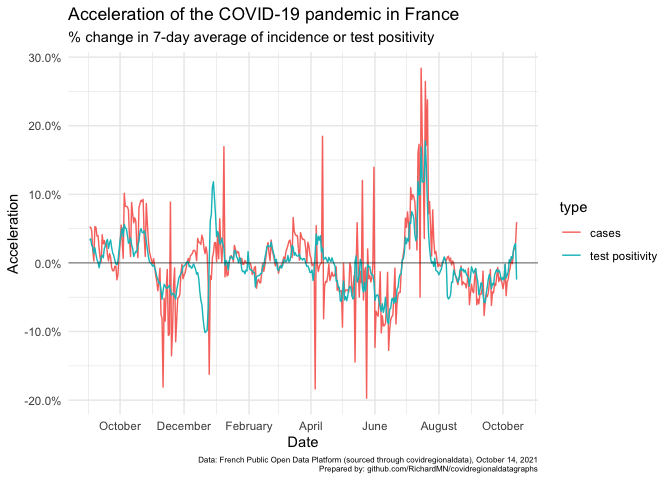 Acceleration of the COVID-19 pandemic in France
% change in 7-day average of incidence or test positivity
30.0%
20.0%
10.0%
0.0%
-10.0%
-20.0%
Acceleration
October December February April June August October
Date
type
cases
test positivity
Data: French Public Open Data Platform (sourced through covidregionaldata), October 14, 2021
Prepared by: github.com/RichardMN/covidregionaldatagraphs